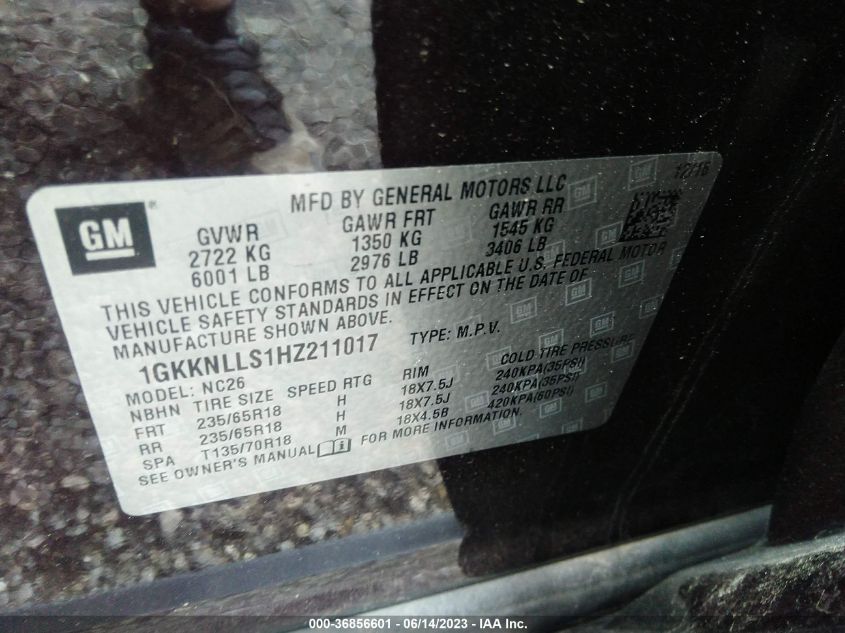 GM
MFD BY GENERAL MOTORS LLC
12/16
GVWR GAWR FRT GAWR RR
2722 KG 1350 KG 1545 KG
6001 LB 2976 LB 3406 LB
THIS VEHICLE CONFORMS TO ALL APPLICABLE U.S. FEDERAL MOTOR
VEHICLE SAFETY STANDARDS IN EFFECT ON THE DATE OF
MANUFACTURE SHOWN ABOVE.
1GKKNLLS1HZ211017 TYPE: M.P.V.
MODEL: NC26
NBHN TIRE SIZE SPEED RTG RIM COLD TIRE PRESSURE
FRT 235/65R18 H 18X7.5J 240KPA(35PSI)
RR 235/65R18 H 18X7.5J 240KPA(35PSI)
SPA T135/70R18 M 18X4.5B 420KPA(60PSI)
SEE OWNER'S MANUAL FOR MORE INFORMATION.
000-36856601 - 06/14/2023 - IAA Inc.